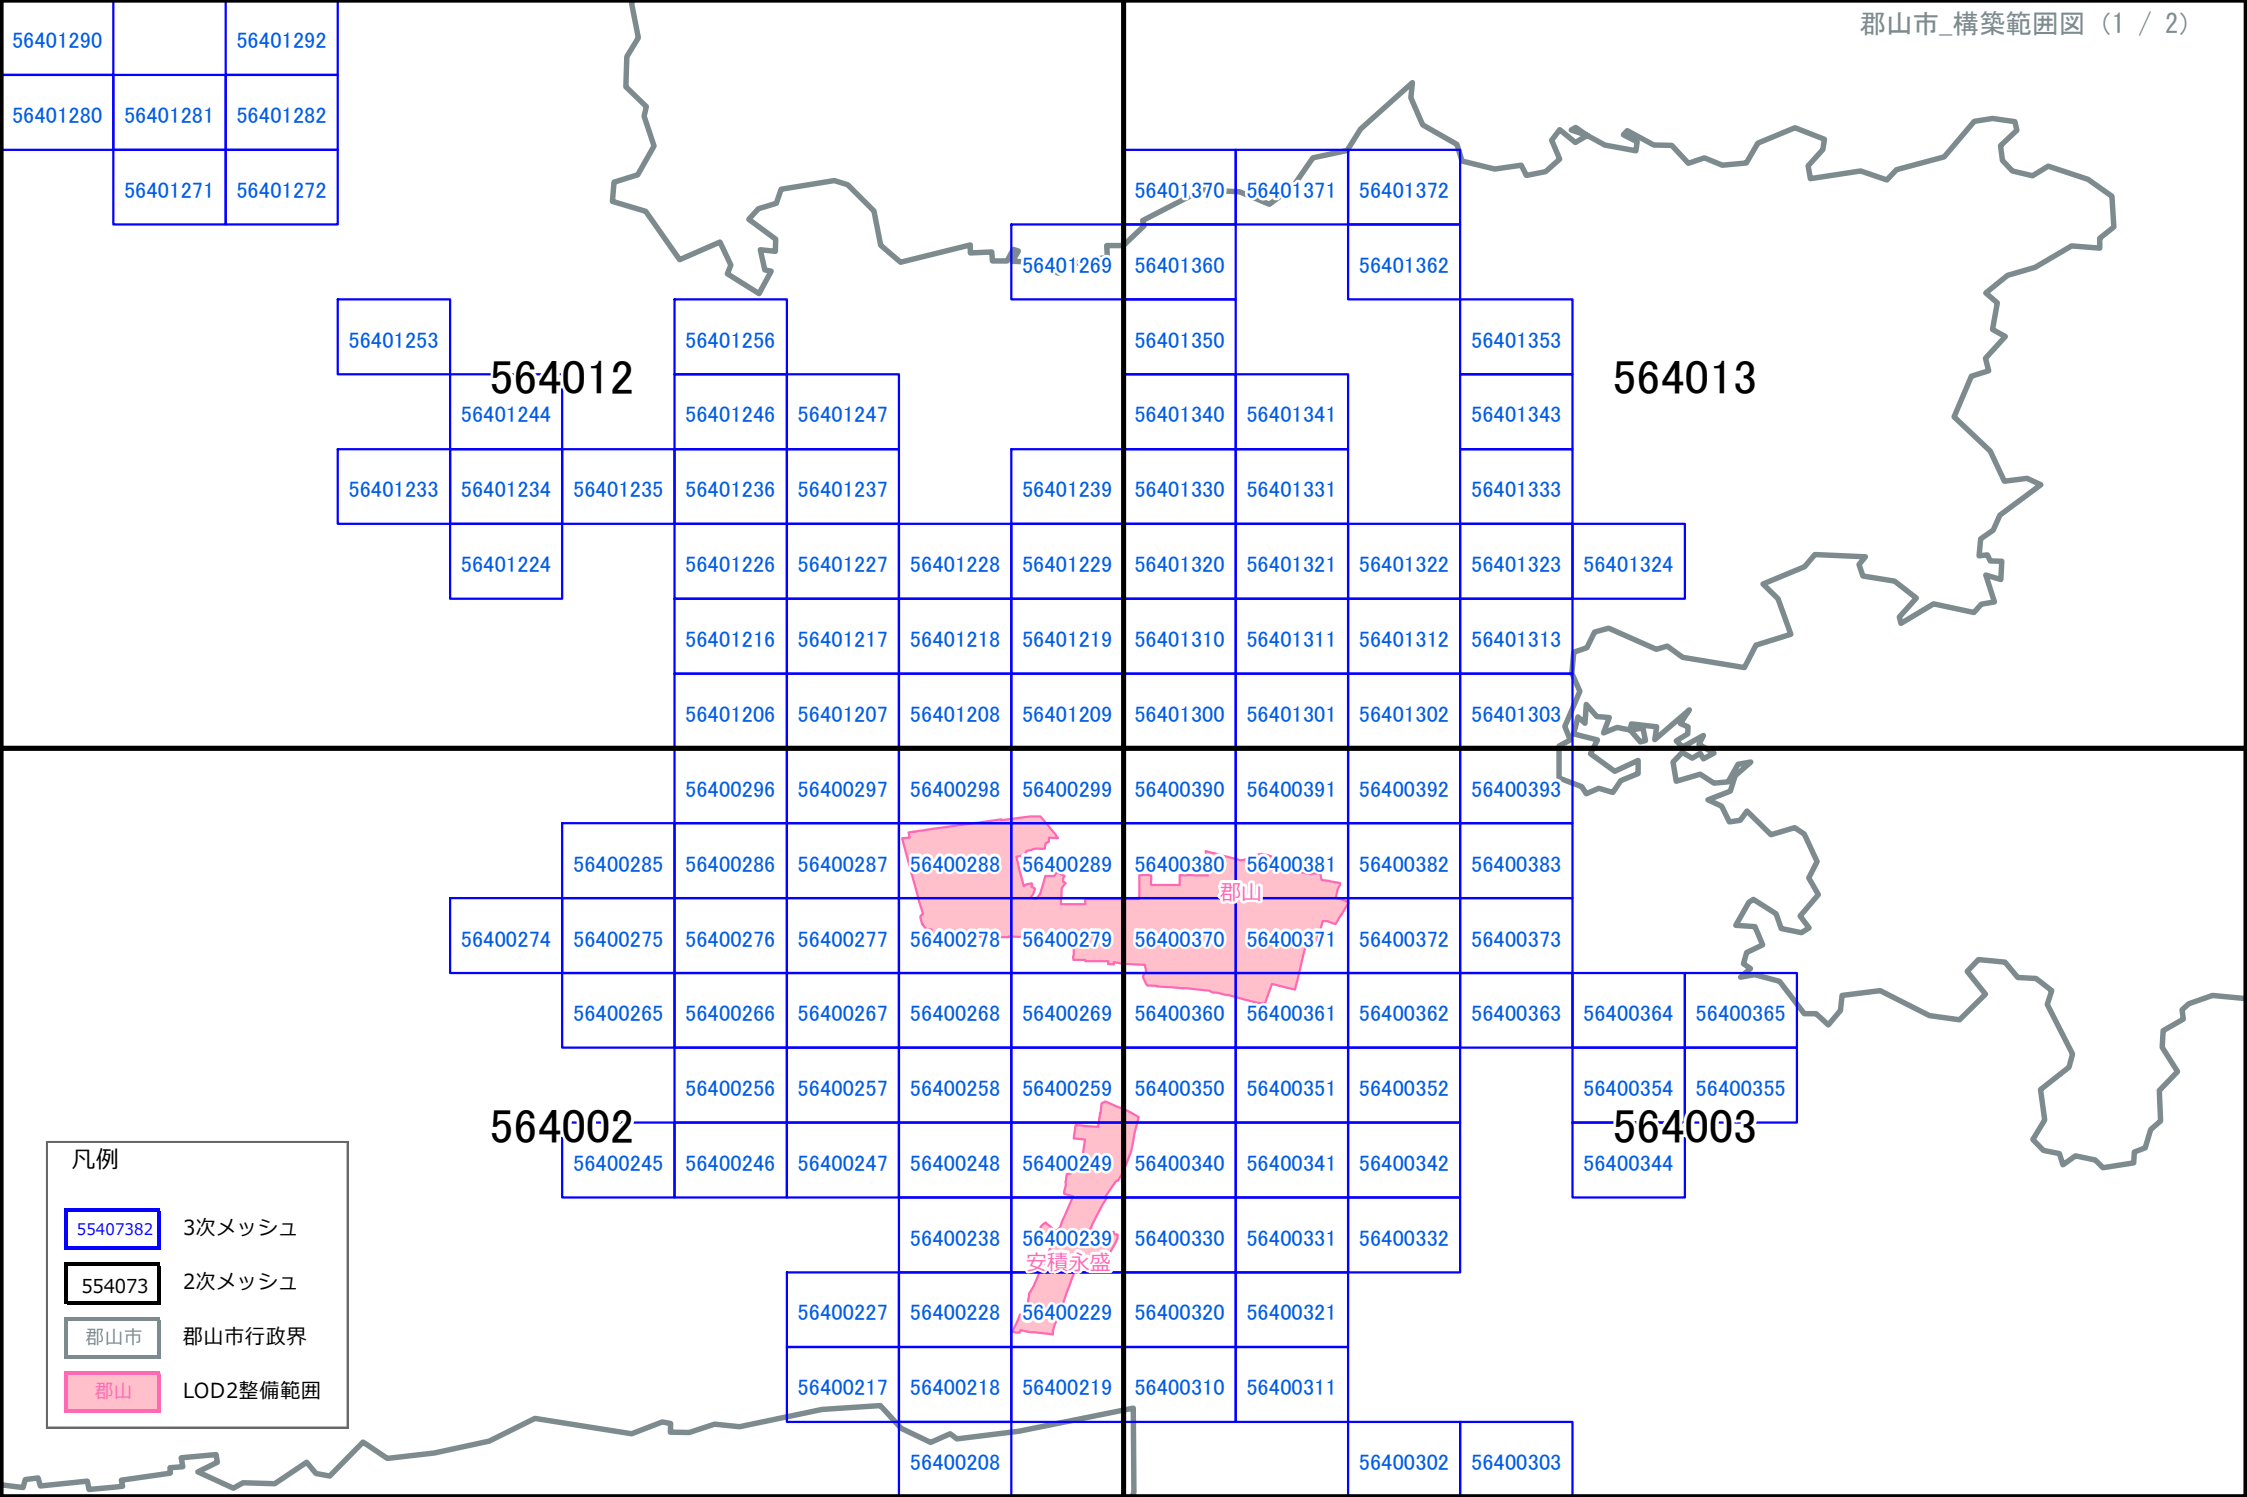 郡山市_構築範囲図 (1 / 2)
56401290 56401292
56401280 56401281 56401282
56401271 56401272 56401370 56401371 56401372
56401269 56401360 56401362
56401253 56401256 56401350 56401353
564012 564013
56401244 56401246 56401247 56401340 56401341 56401343
56401233 56401234 56401235 56401236 56401237 56401239 56401330 56401331 56401333
56401224 56401226 56401227 56401228 56401229 56401320 56401321 56401322 56401323 56401324
56401216 56401217 56401218 56401219 56401310 56401311 56401312 56401313
56401206 56401207 56401208 56401209 56401300 56401301 56401302 56401303
56400296 56400297 56400298 56400299 56400390 56400391 56400392 56400393
56400285 56400286 56400287 56400288 56400289 56400380 56400381 56400382 56400383
郡山
56400274 56400275 56400276 56400277 56400278 56400279 56400370 56400371 56400372 56400373
56400265 56400266 56400267 56400268 56400269 56400360 56400361 56400362 56400363 56400364 56400365
56400256 56400257 56400258 56400259 56400350 56400351 56400352 56400354 56400355
564002 564003
56400245 56400246 56400247 56400248 56400249 56400340 56400341 56400342 56400344
56400238 56400239 56400330 56400331 56400332
安積永盛
56400227 56400228 56400229 56400320 56400321
56400217 56400218 56400219 56400310 56400311
56400208 56400302 56400303
凡例
55407382 3次メッシュ
554073 2次メッシュ
郡山市 郡山市行政界
郡山 LOD2整備範囲